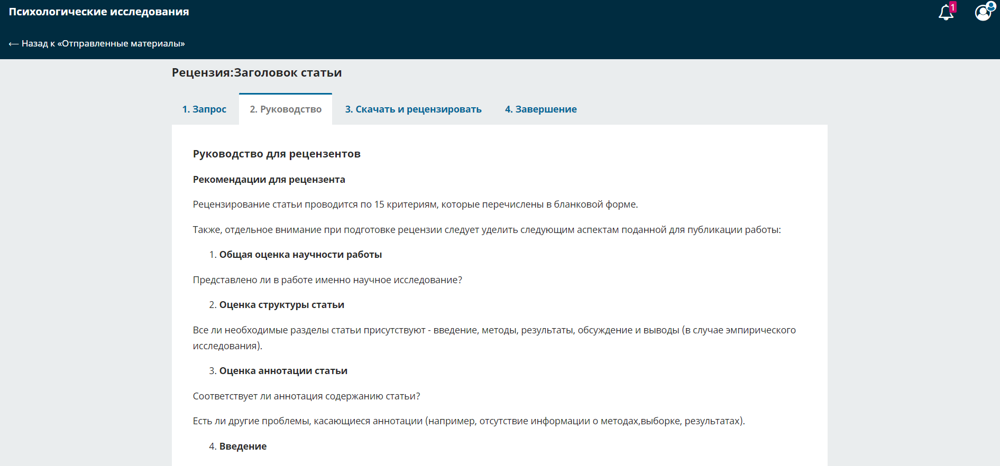 Психологические исследования
1
← Назад к «Отправленные материалы»
Рецензия:Заголовок статьи
1. Запрос
2. Руководство
3. Скачать и рецензировать
4. Завершение
Руководство для рецензентов
Рекомендации для рецензента
Рецензирование статьи проводится по 15 критериям, которые перечислены в бланковой форме.
Также, отдельное внимание при подготовке рецензии следует уделить следующим аспектам поданной для публикации работы:
1. Общая оценка научности работы
Представлено ли в работе именно научное исследование?
2. Оценка структуры статьи
Все ли необходимые разделы статьи присутствуют - введение, методы, результаты, обсуждение и выводы (в случае эмпирического
исследования).
3. Оценка аннотации статьи
Соответствует ли аннотация содержанию статьи?
Есть ли другие проблемы, касающиеся аннотации (например, отсутствие информации о методах,выборке, результатах).
4. Введение